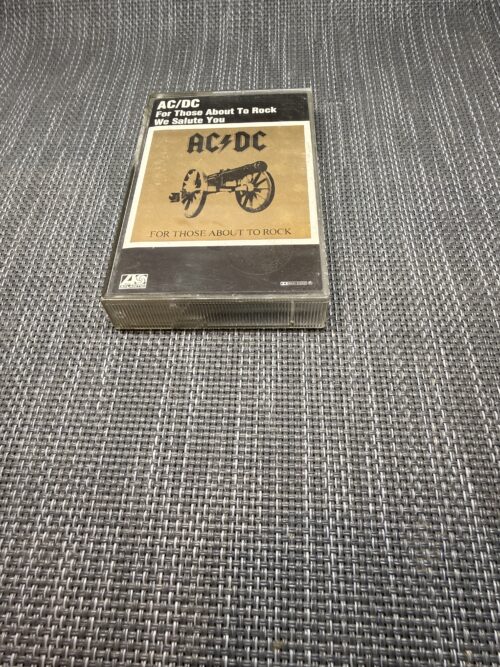 AC/DC
For Those About To Rock
We Salute You
AC⚡DC
FOR THOSE ABOUT TO ROCK